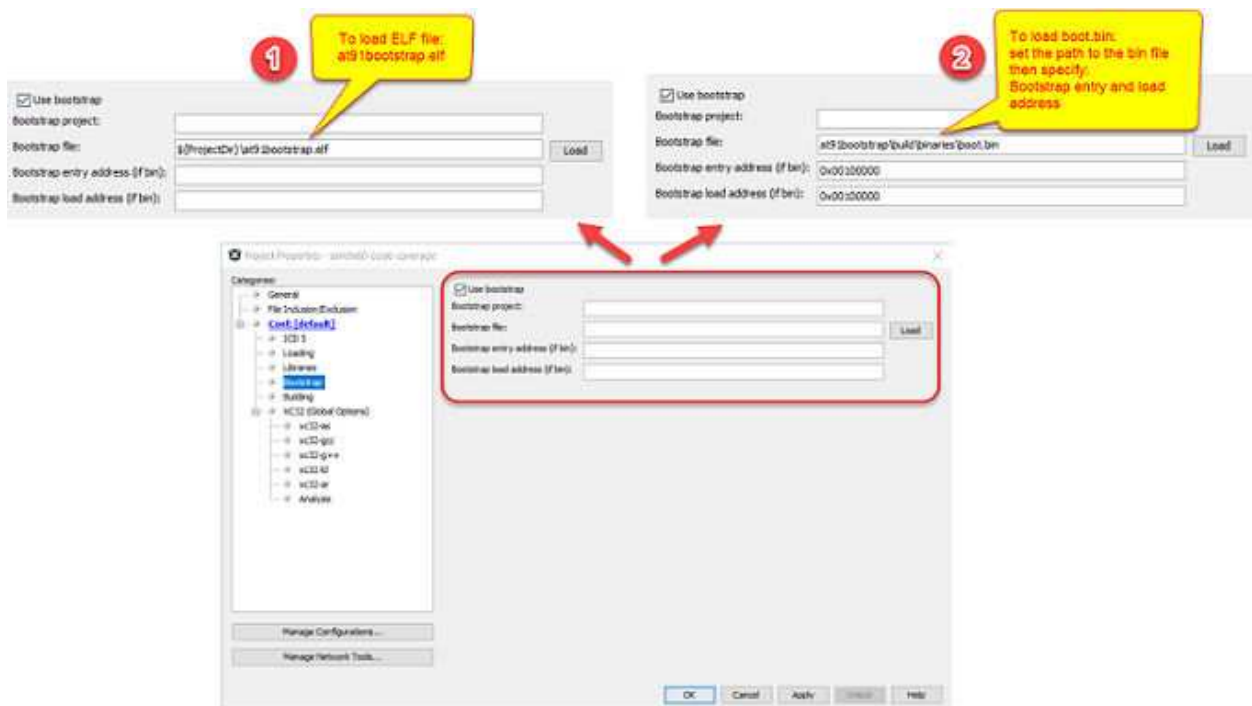 1
To load ELF file:
at91bootstrap.elf
Use bootstrap
Bootstrap project:
Bootstrap file:
$(ProjectDir)\at91bootstrap.elf
Load
Bootstrap entry address (if bin):
Bootstrap load address (if bin):
2
To load boot.bin:
set the path to the bin file
then specify:
Bootstrap entry and load
address
Use bootstrap
Bootstrap project:
Bootstrap file:
at91bootstrap\build\binaries\boot.bin
Load
Bootstrap entry address (if bin):
0x00100000
Bootstrap load address (if bin):
0x00100000
Project Properties -
Categories:
General
File Inclusion/Exclusion
Conf: [default]
ICD 3
Loading
Libraries
Bootstrap
Building
XC32 (Global Options)
xc32-as
xc32-gcc
xc32-g++
xc32-ld
xc32-ar
Analysis
Manage Configurations...
Manage Network Tools...
Use bootstrap
Bootstrap project:
Bootstrap file:
Load
Bootstrap entry address (if bin):
Bootstrap load address (if bin):
OK
Cancel
Apply
Unlock
Help